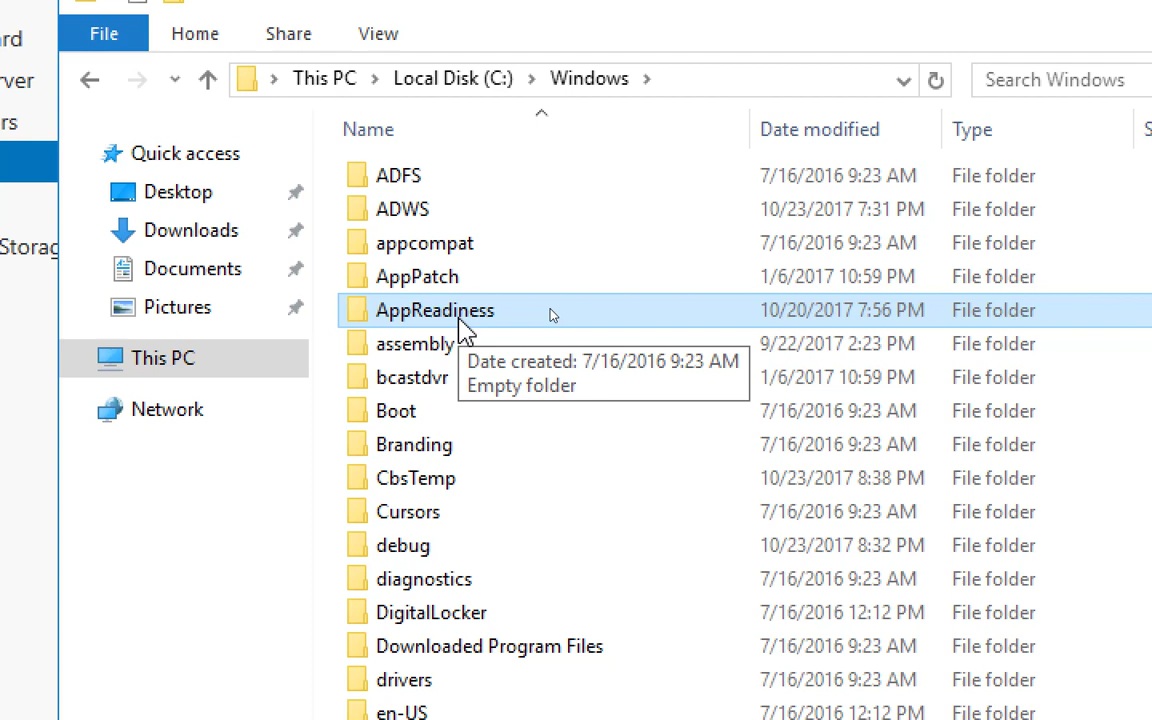 ard
rver
rs
Storag
File Home Share View
This PC Local Disk (C:) Windows
Search Windows
Quick access
Desktop
Downloads
Documents
Pictures
This PC
Network
Name Date modified Type S
ADFS 7/16/2016 9:23 AM File folder
ADWS 10/23/2017 7:31 PM File folder
appcompat 7/16/2016 9:23 AM File folder
AppPatch 1/6/2017 10:59 PM File folder
AppReadiness 10/20/2017 7:56 PM File folder
assembly 9/22/2017 2:23 PM File folder
Date created: 7/16/2016 9:23 AM
Empty folder
bcastdvr 1/6/2017 10:59 PM File folder
Boot 7/16/2016 9:23 AM File folder
Branding 7/16/2016 9:23 AM File folder
CbsTemp 10/23/2017 8:38 PM File folder
Cursors 7/16/2016 9:23 AM File folder
debug 10/23/2017 8:32 PM File folder
diagnostics 7/16/2016 9:23 AM File folder
DigitalLocker 7/16/2016 12:12 PM File folder
Downloaded Program Files 7/16/2016 9:23 AM File folder
drivers 7/16/2016 9:23 AM File folder
en-US 7/16/2016 12:12 PM File folder